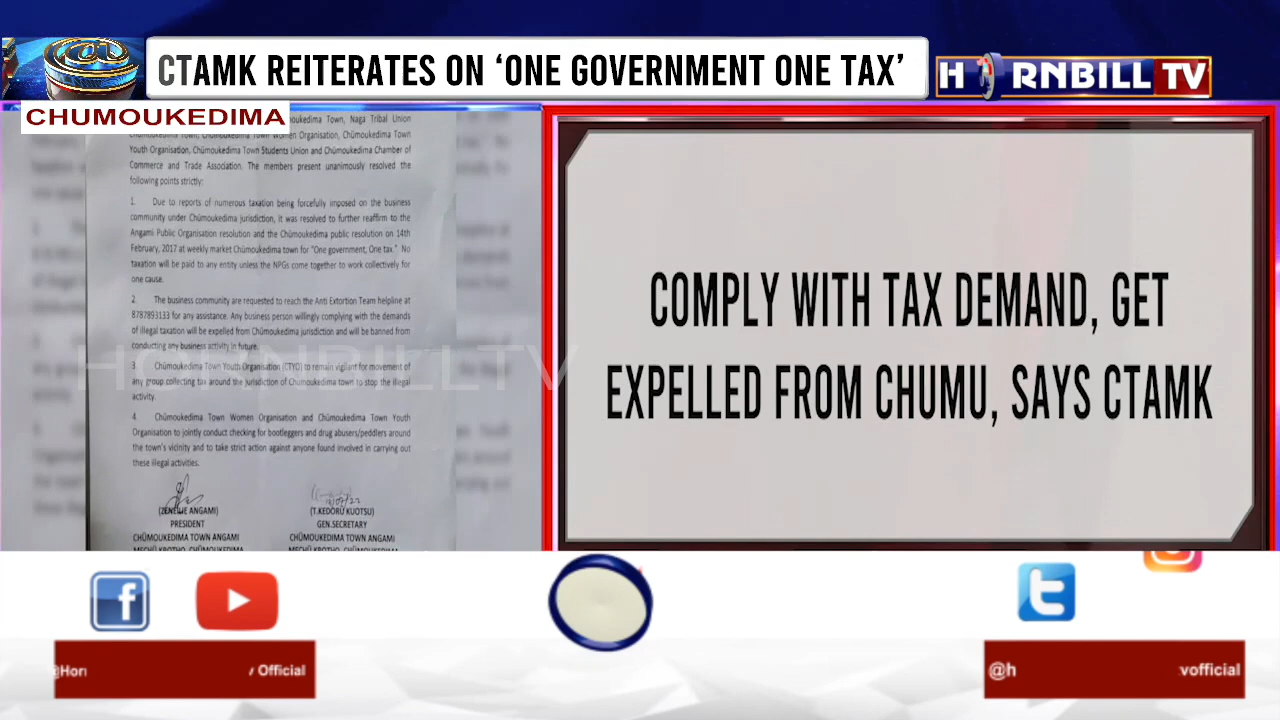 CTAMK REITERATES ON ‘ONE GOVERNMENT ONE TAX’
H RNBILL TV
CHUMOUKEDIMA
oukedima Town, Naga Tribal Union
Chümoukedima Town, Chümoukedima Town Women Organisation, Chümoukedima Town
Youth Organisation, Chümoukedima Town Students Union and Chümoukedima Chamber of
Commerce and Trade Association. The members present unanimously resolved the
following points strictly:
1. Due to reports of numerous taxation being forcefully imposed on the business
community under Chümoukedima jurisdiction, it was resolved to further reaffirm to the
Angami Public Organisation resolution and the Chümoukedima public resolution on 14th
February, 2017 at weekly market Chümoukedima town for "One government, One tax." No
taxation will be paid to any entity unless the NPGs come together to work collectively for
one cause.
2. The business community are requested to reach the Anti Extortion Team helpline at
8787893133 for any assistance. Any business person willingly complying with the demands
of illegal taxation will be expelled from Chümoukedima jurisdiction and will be banned from
conducting any business activity in future.
3. Chümoukedima Town Youth Organisation (CTYO) to remain vigilant for movement of
any group collecting tax around the jurisdiction of Chumoukedima town to stop the illegal
activity.
4. Chümoukedima Town Women Organisation and Chümoukedima Town Youth
Organisation to jointly conduct checking for bootleggers and drug abusers/peddlers around
the town's vicinity and to take strict action against anyone found involved in carrying out
these illegal activities.
(ZENEILIE ANGAMI) (T.KEDORU KUOTSU)
PRESIDENT GEN.SECRETARY
CHÜMOUKEDIMA TOWN ANGAMI CHÜMOUKEDIMA TOWN ANGAMI
MECHÜ KROTHO, CHÜMOUKEDIMA MECHÜ KROTHO, CHÜMOUKEDIMA
HORNBILL TV
COMPLY WITH TAX DEMAND, GET
EXPELLED FROM CHUMU, SAYS CTAMK
@Horn Official
@h vofficial